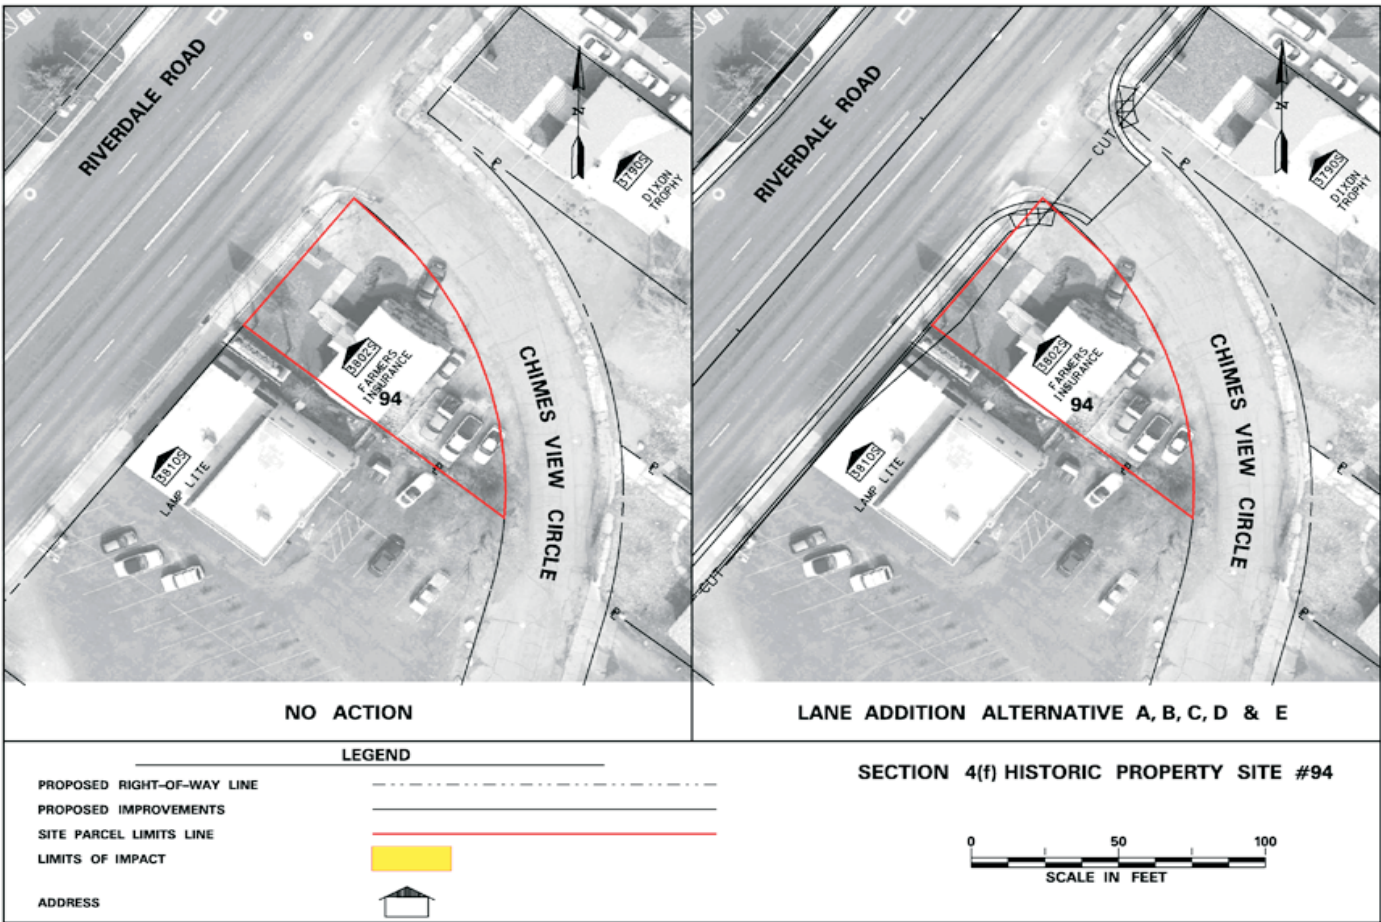 RIVERDALE ROAD
N
P
3790S
DIXON
TROPHY
3802S
FARMERS
INSURANCE
94
3810S
LAMP LITE
CHIMES VIEW CIRCLE
P
P
NO ACTION
RIVERDALE ROAD
CUT
N
3790S
DIXON
TROPHY
3802S
FARMERS
INSURANCE
94
3810S
LAMP LITE
CHIMES VIEW CIRCLE
CUT
P
P
LANE ADDITION ALTERNATIVE A, B, C, D & E
LEGEND
PROPOSED RIGHT-OF-WAY LINE
PROPOSED IMPROVEMENTS
SITE PARCEL LIMITS LINE
LIMITS OF IMPACT
ADDRESS
SECTION 4(f) HISTORIC PROPERTY SITE #94
0 50 100
SCALE IN FEET